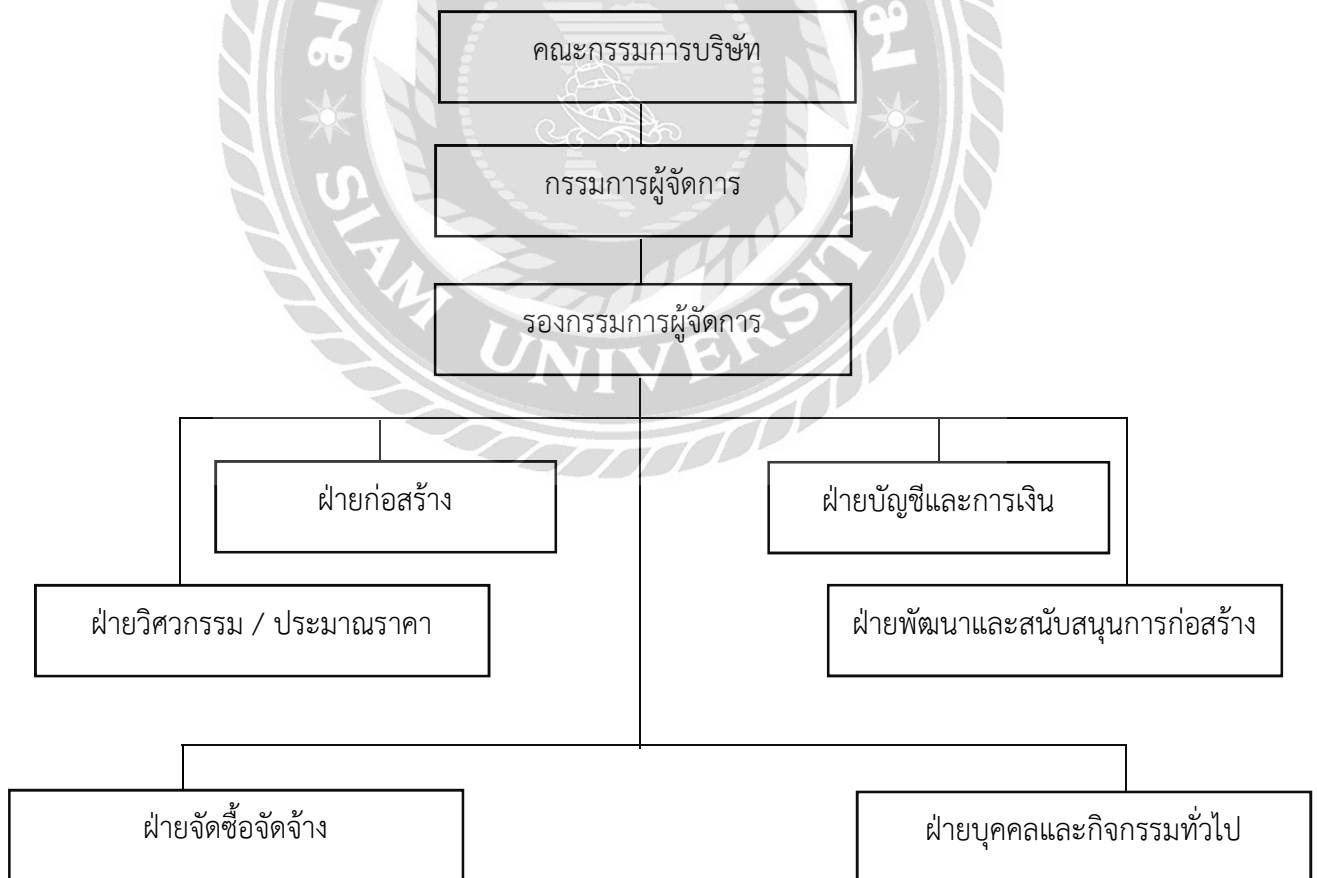 คณะกรรมการบริษัท
กรรมการผู้จัดการ
รองกรรมการผู้จัดการ
SIAM UNIVERSITY
ฝ่ายก่อสร้าง
ฝ่ายบัญชีและการเงิน
ฝ่ายวิศวกรรม / ประมาณราคา
ฝ่ายพัฒนาและสนับสนุนการก่อสร้าง
ฝ่ายจัดซื้อจัดจ้าง
ฝ่ายบุคคลและกิจกรรมทั่วไป